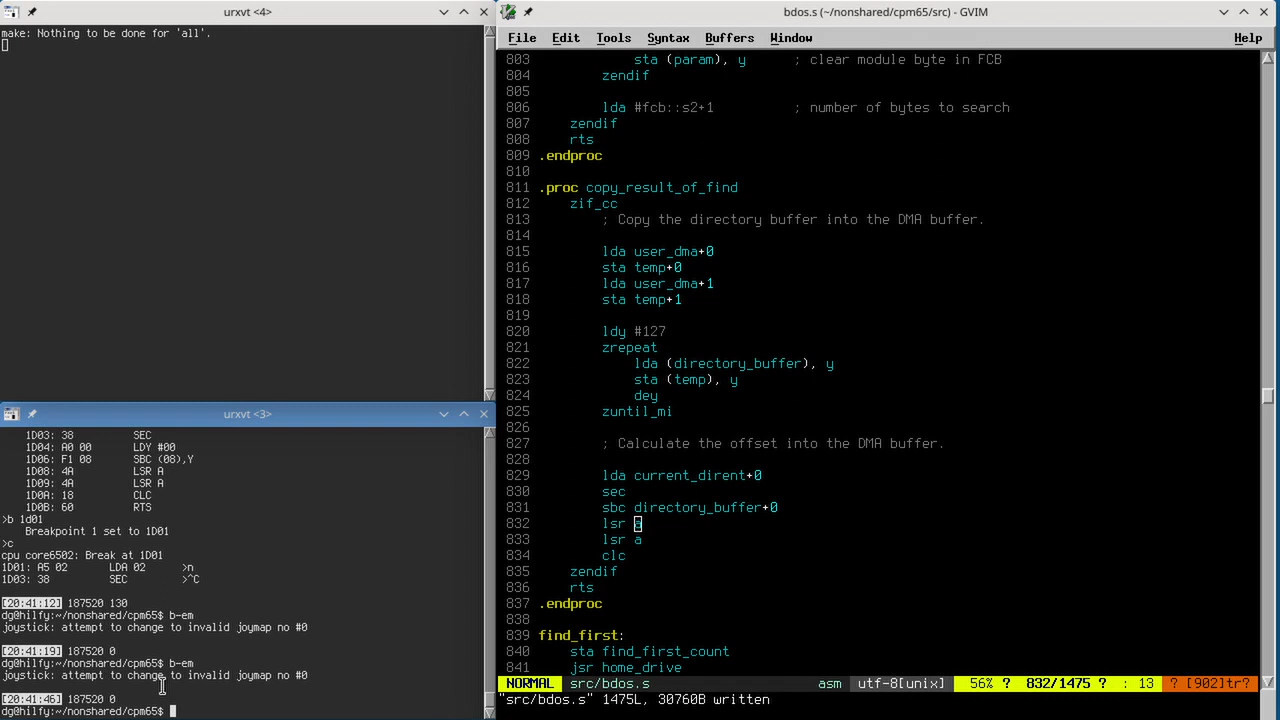 urxvt <4>
make: Nothing to be done for 'all'.
urxvt <3>
1D03: 38 SEC
1D04: A0 00 LDY #00
1D06: F1 08 SBC (08),Y
1D08: 4A LSR A
1D09: 4A LSR A
1D0A: 18 CLC
1D0B: 60 RTS
>b 1d01
Breakpoint 1 set to 1D01
>c
cpu core6502: Break at 1D01
1D01: A5 02 LDA 02 >n
1D03: 38 SEC >^C
[20:41:12] 187520 130
dg@hilfy:~/nonshared/cpm65$ b-em
joystick: attempt to change to invalid joymap no #0
[20:41:19] 187520 0
dg@hilfy:~/nonshared/cpm65$ b-em
joystick: attempt to change to invalid joymap no #0
[20:41:46] 187520 0
dg@hilfy:~/nonshared/cpm65$
bdos.s (~/nonshared/cpm65/src) - GVIM
File Edit Tools Syntax Buffers Window Help
803 sta (param), y ; clear module byte in FCB
804 zendif
805
806 lda #fcb::s2+1 ; number of bytes to search
807 zendif
808 rts
809 .endproc
810
811 .proc copy_result_of_find
812 zif_cc
813 ; Copy the directory buffer into the DMA buffer.
814
815 lda user_dma+0
816 sta temp+0
817 lda user_dma+1
818 sta temp+1
819
820 ldy #127
821 zrepeat
822 lda (directory_buffer), y
823 sta (temp), y
824 dey
825 zuntil_mi
826
827 ; Calculate the offset into the DMA buffer.
828
829 lda current_dirent+0
830 sec
831 sbc directory_buffer+0
832 lsr a
833 lsr a
834 clc
835 zendif
836 rts
837 .endproc
838
839 find_first:
840 sta find_first_count
841 jsr home_drive
NORMAL src/bdos.s asm utf-8[unix] 56% ? 832/1475 ? : 13 ? [902]tr?
"src/bdos.s" 1475L, 30760B written